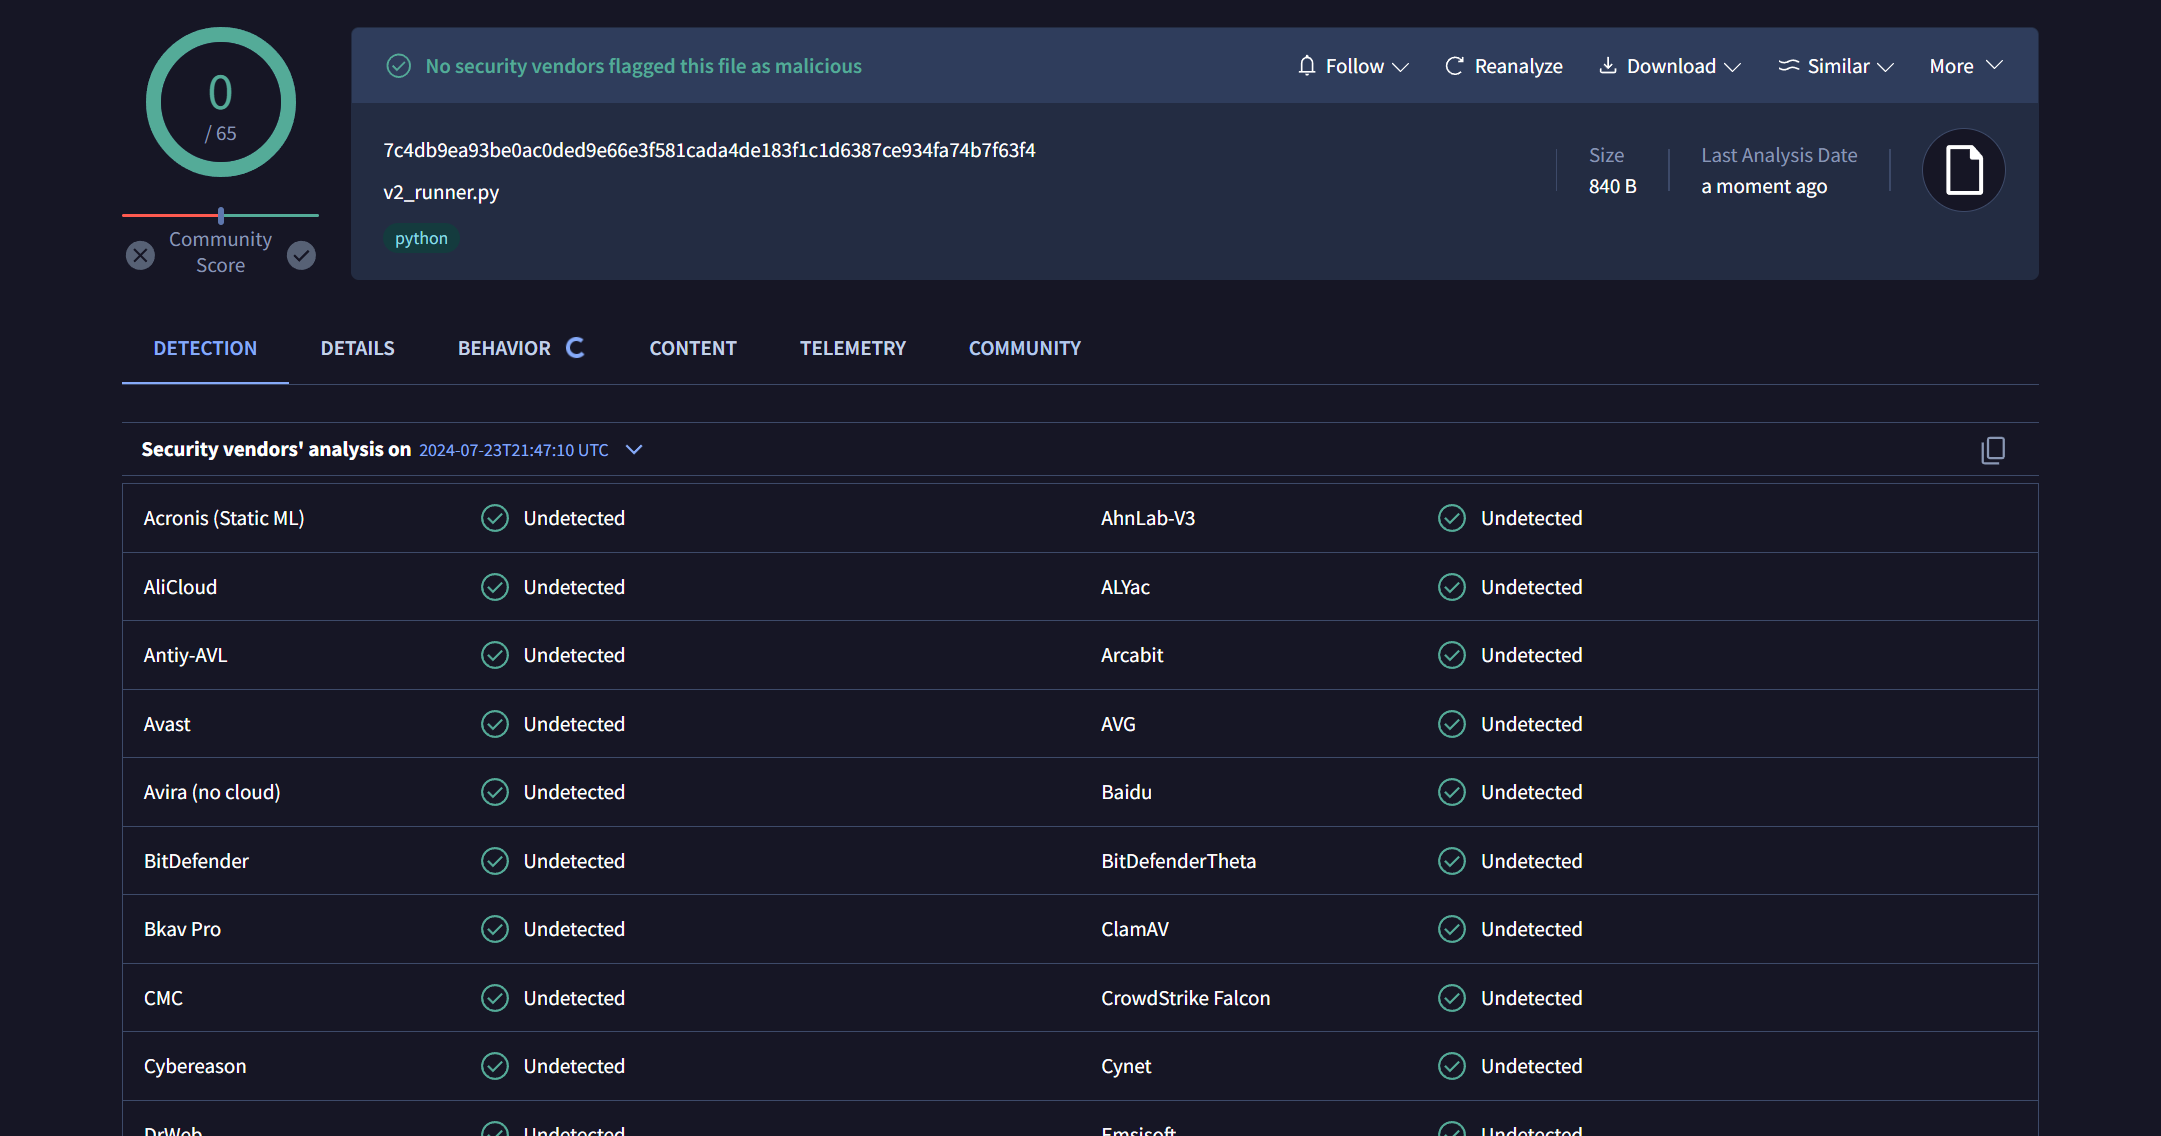 0
/ 65
Community
Score
No security vendors flagged this file as malicious
Follow
Reanalyze
Download
Similar
More
7c4db9ea93be0ac0ded9e66e3f581cada4de183f1c1d6387ce934fa74b7f63f4
v2_runner.py
python
Size
840 B
Last Analysis Date
a moment ago
DETECTION DETAILS BEHAVIOR CONTENT TELEMETRY COMMUNITY
Security vendors' analysis on 2024-07-23T21:47:10 UTC
Acronis (Static ML) Undetected AhnLab-V3 Undetected
AliCloud Undetected ALYac Undetected
Antiy-AVL Undetected Arcabit Undetected
Avast Undetected AVG Undetected
Avira (no cloud) Undetected Baidu Undetected
BitDefender Undetected BitDefenderTheta Undetected
Bkav Pro Undetected ClamAV Undetected
CMC Undetected CrowdStrike Falcon Undetected
Cybereason Undetected Cynet Undetected
DrWeb Undetected Emsisoft Undetected